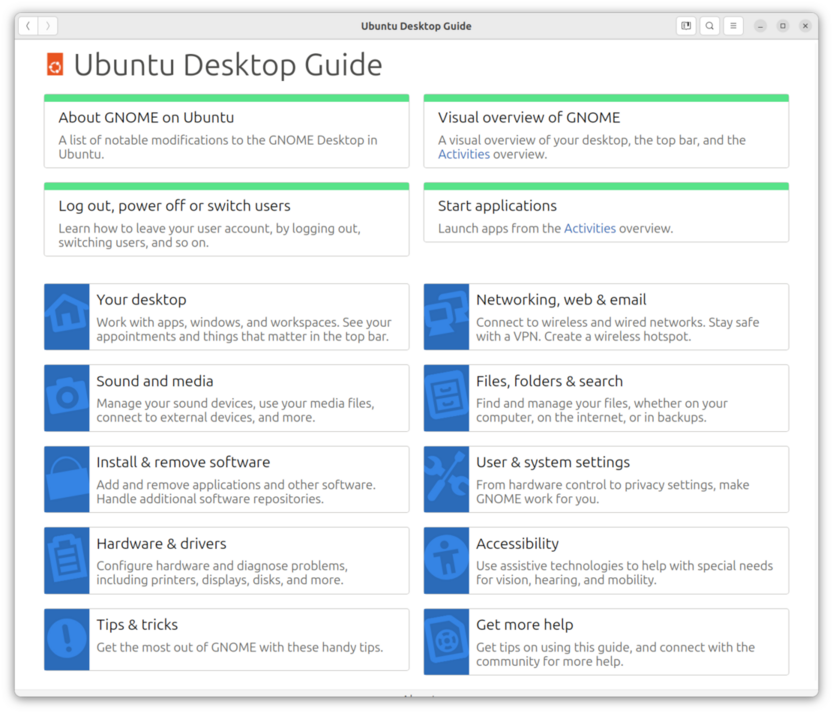 Ubuntu Desktop Guide
Ubuntu Desktop Guide
About GNOME on Ubuntu
A list of notable modifications to the GNOME Desktop in
Ubuntu.
Visual overview of GNOME
A visual overview of your desktop, the top bar, and the
Activities overview.
Log out, power off or switch users
Learn how to leave your user account, by logging out,
switching users, and so on.
Start applications
Launch apps from the Activities overview.
Your desktop
Work with apps, windows, and workspaces. See your
appointments and things that matter in the top bar.
Networking, web & email
Connect to wireless and wired networks. Stay safe
with a VPN. Create a wireless hotspot.
Sound and media
Manage your sound devices, use your media files,
connect to external devices, and more.
Files, folders & search
Find and manage your files, whether on your
computer, on the internet, or in backups.
Install & remove software
Add and remove applications and other software.
Handle additional software repositories.
User & system settings
From hardware control to privacy settings, make
GNOME work for you.
Hardware & drivers
Configure hardware and diagnose problems,
including printers, displays, disks, and more.
Accessibility
Use assistive technologies to help with special needs
for vision, hearing, and mobility.
Tips & tricks
Get the most out of GNOME with these handy tips.
Get more help
Get tips on using this guide, and connect with the
community for more help.